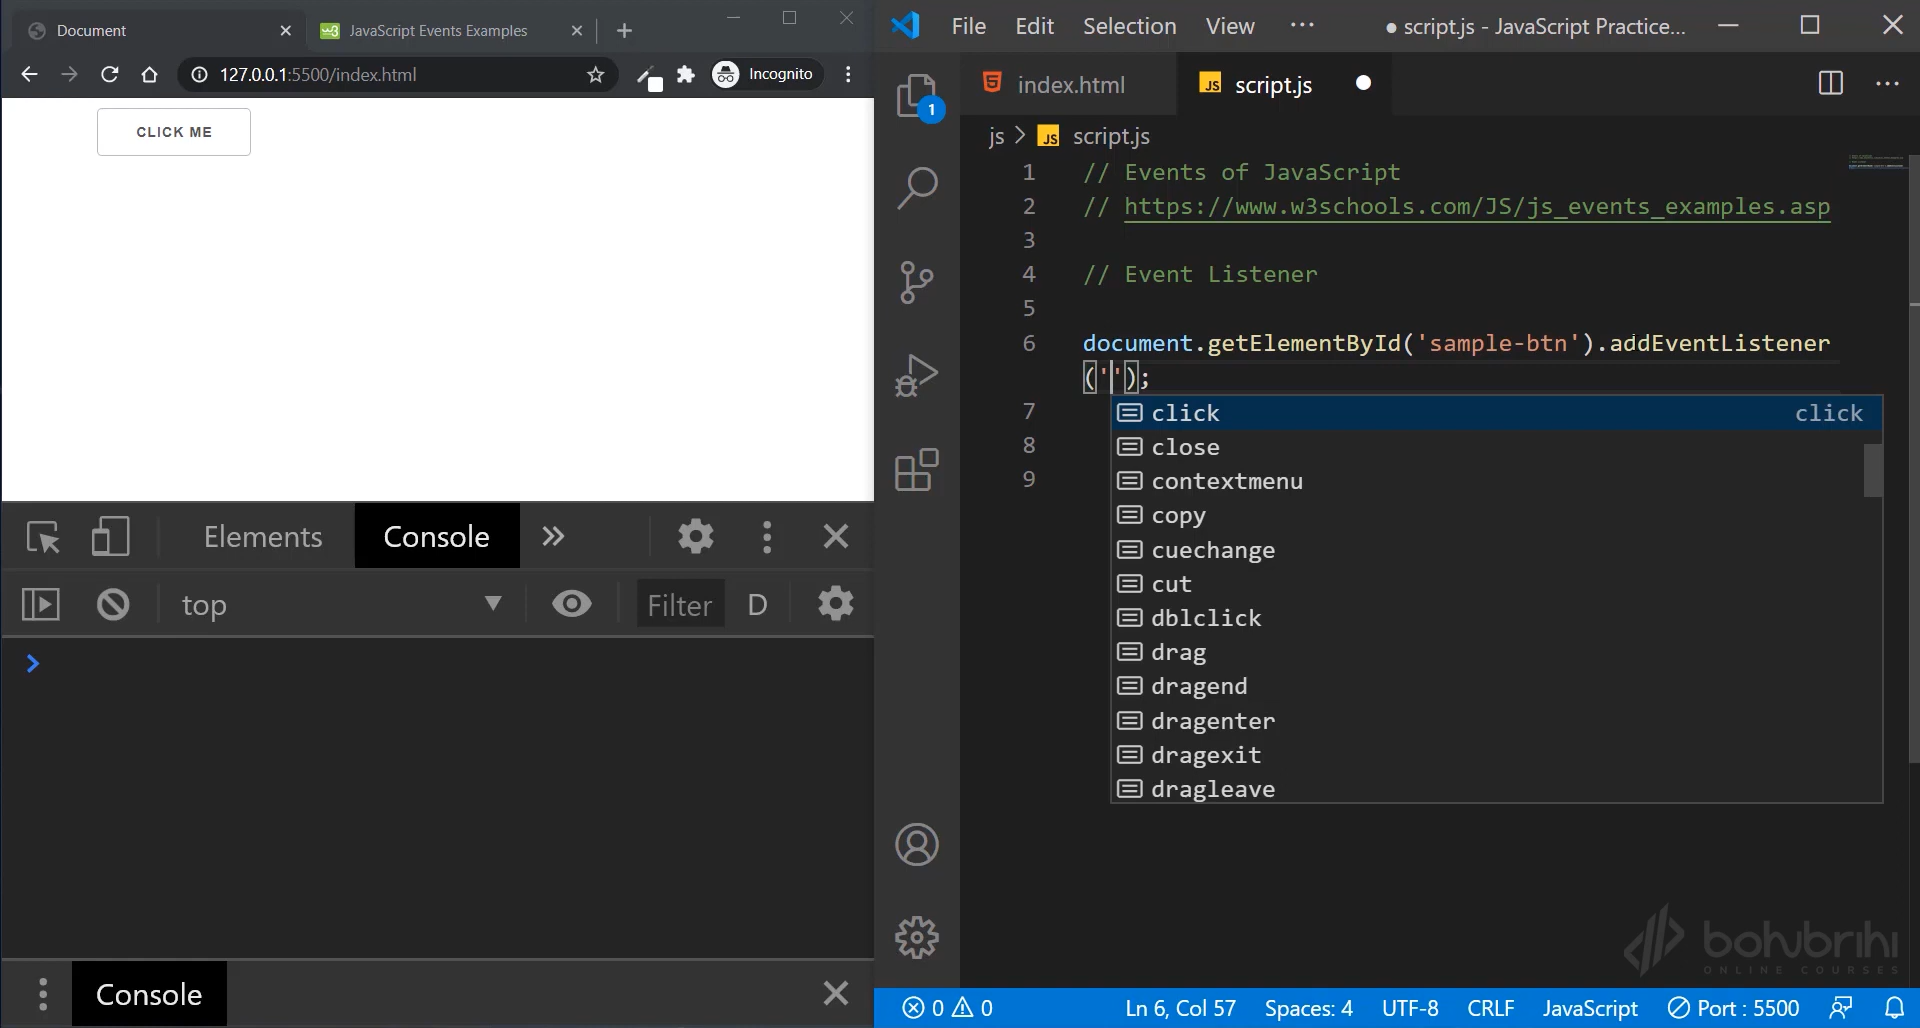 Document
JavaScript Events Examples
127.0.0.1:5500/index.html
Incognito
CLICK ME
Elements
Console
top
Filter
D
Console
File Edit Selection View ···
● script.js - JavaScript Practice...
1
index.html
JS script.js
js > JS script.js
1 // Events of JavaScript
2 // https://www.w3schools.com/JS/js_events_examples.asp
3
4 // Event Listener
5
6 document.getElementById('sample-btn').addEventListener
('');
7
8
9
click click
close
contextmenu
copy
cuechange
cut
dblclick
drag
dragend
dragenter
dragexit
dragleave
bohubrihi
ONLINE COURSES
0 0
Ln 6, Col 57
Spaces: 4
UTF-8
CRLF
JavaScript
Port : 5500